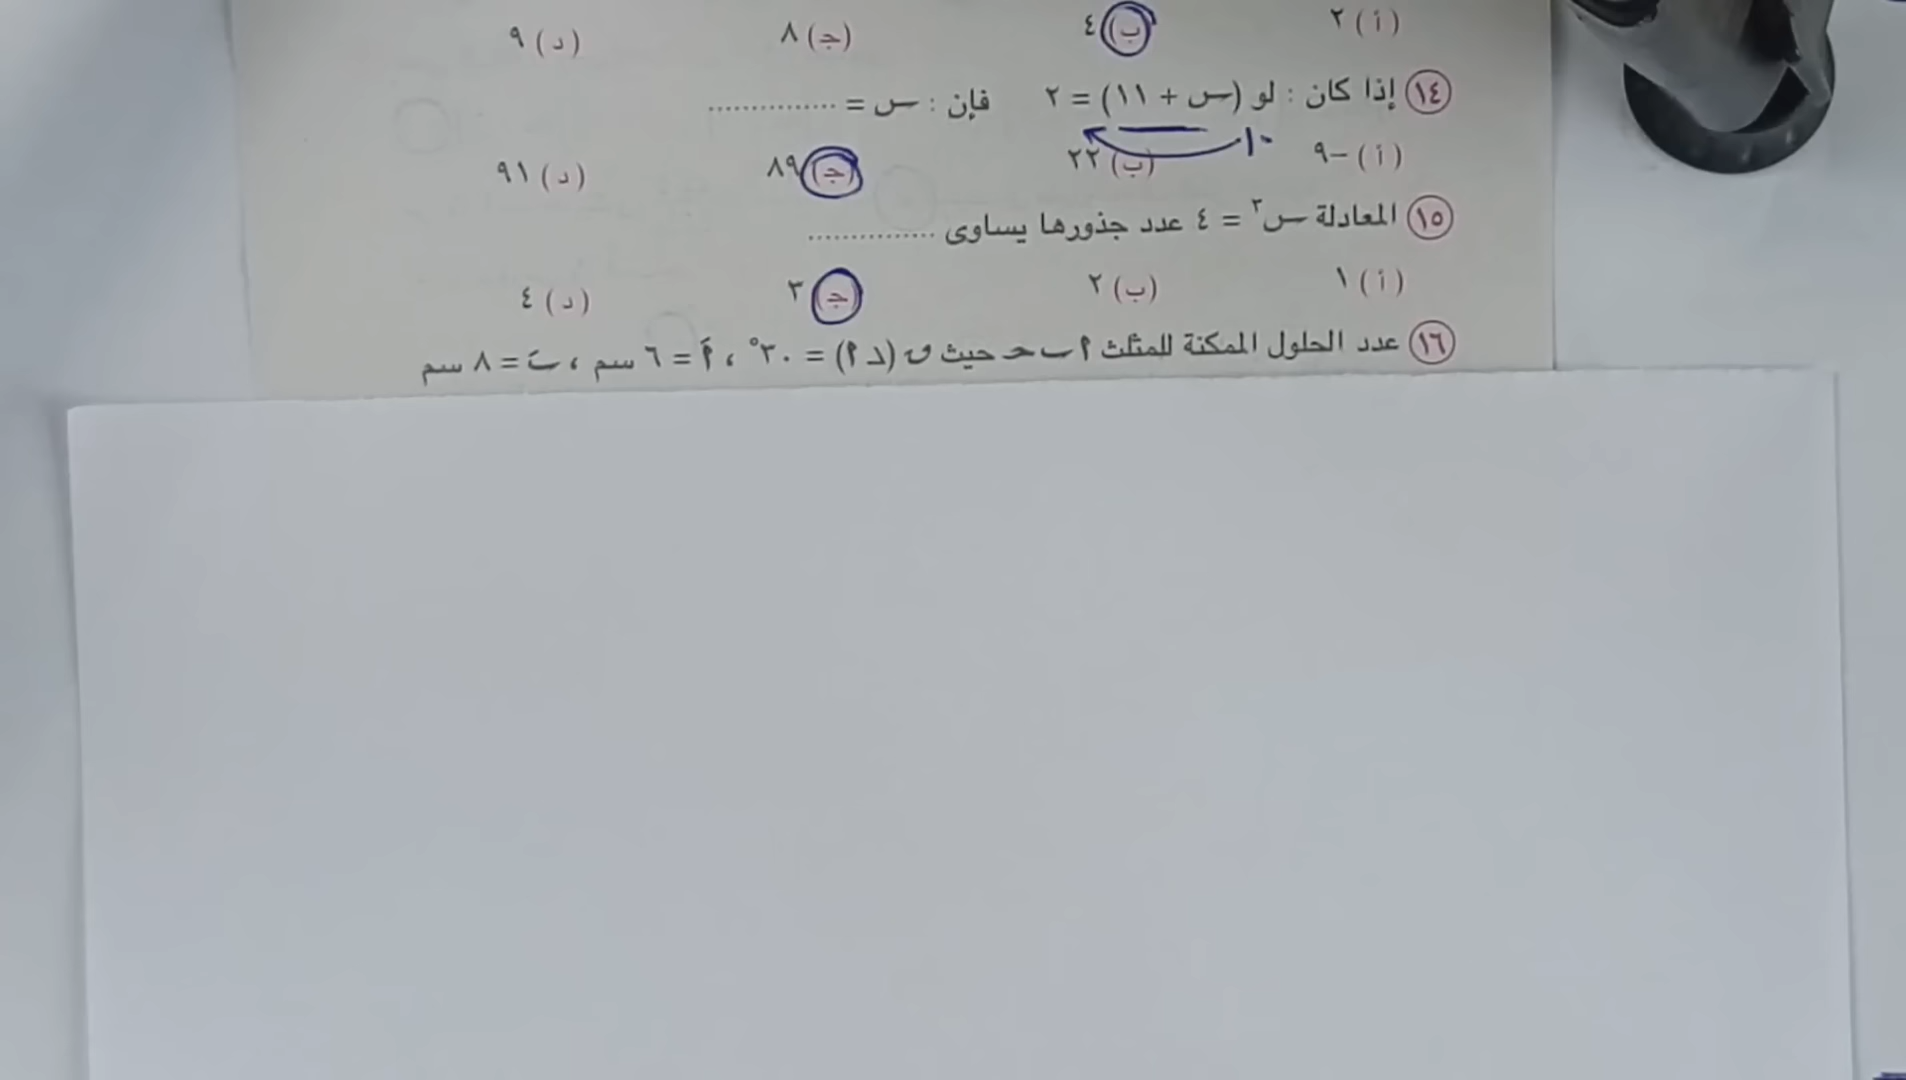 (أ) ٢ (ب) ٤ (جـ) ٨ (د) ٩
١٤ إذا كان : لو (س + ١١) = ٢ فإن : س = ...............
١٠
(أ) –٩ (ب) ٢٢ (جـ) ٨٩ (د) ٩١
١٥ المعادلة س٣ = ٤ عدد جذورها يساوى ...............
(أ) ١ (ب) ٢ (جـ) ٣ (د) ٤
١٦ عدد الحلول الممكنة للمثلث ا ب ح حيث ن (د ا) = ٣٠° ، اَ = ٦ سم ، بَ = ٨ سم